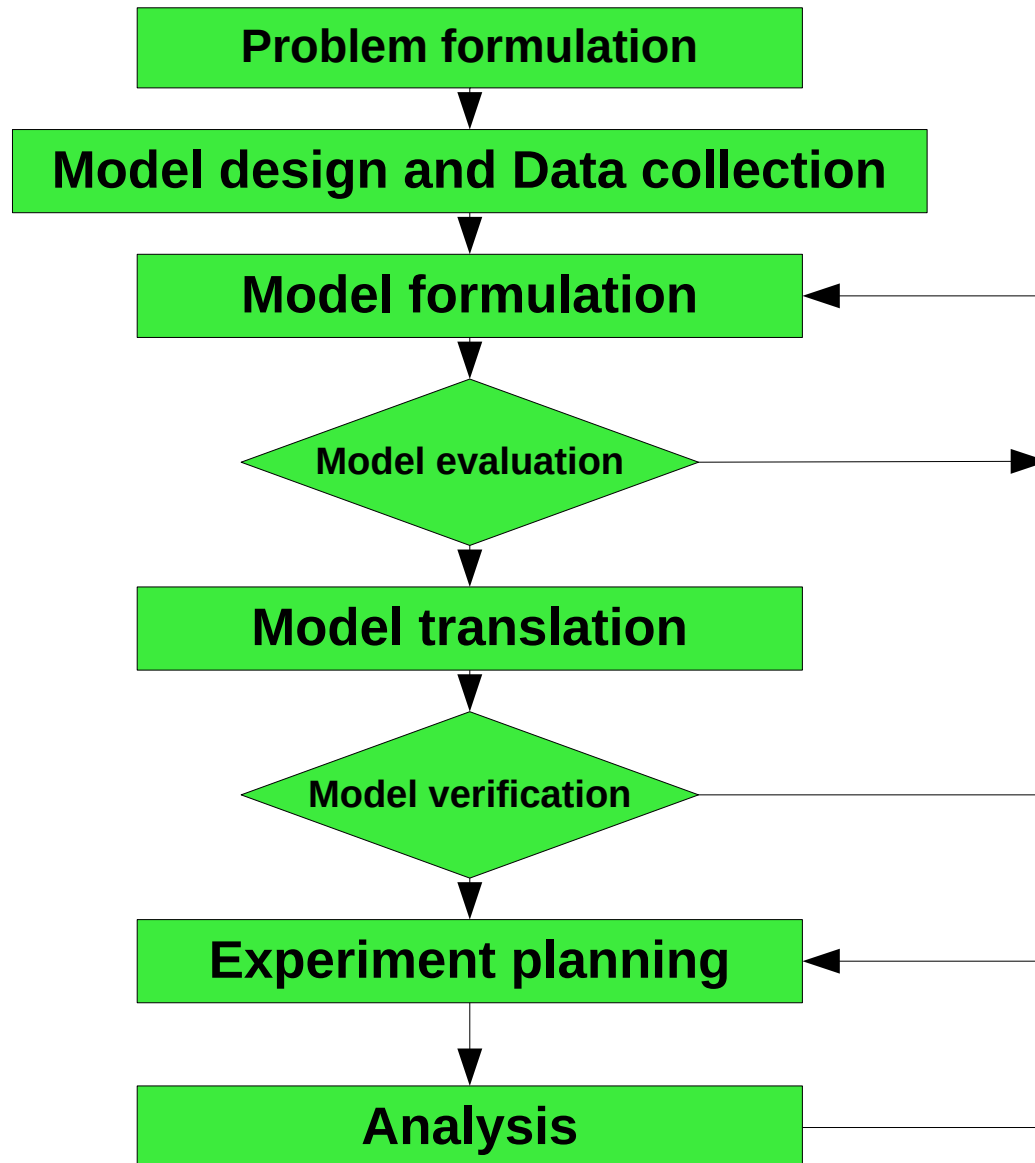 Problem formulation
Model design and Data collection
Model formulation
Model evaluation
Model translation
Model verification
Experiment planning
Analysis